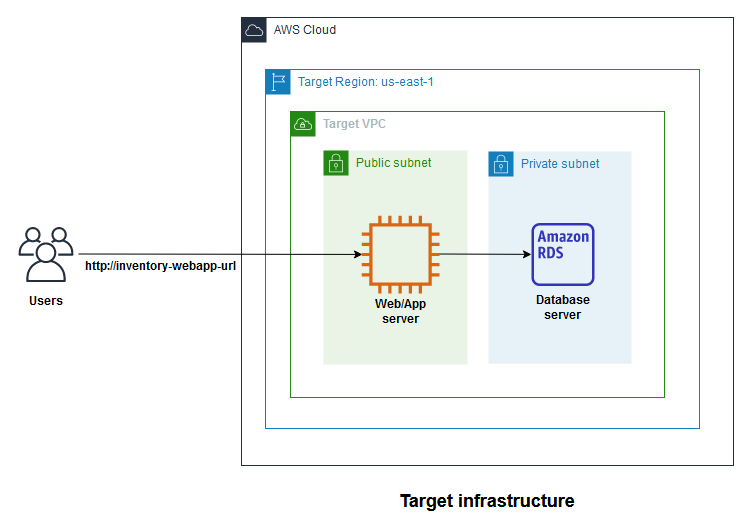 AWS Cloud
Target Region: us-east-1
Target VPC
Public subnet
Private subnet
Amazon
RDS
http://inventory-webapp-url
Users
Web/App
server
Database
server
Target infrastructure